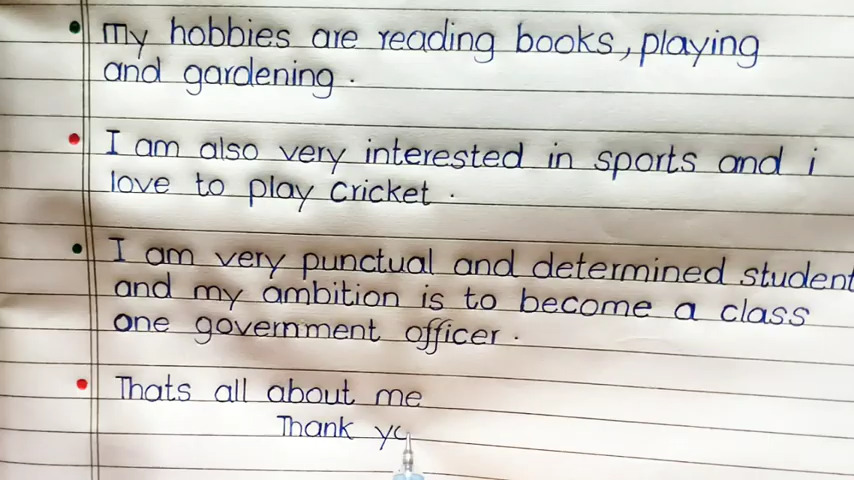 • My hobbies are reading books, playing
and gardening.
• I am also very interested in sports and i
love to play cricket.
• I am very punctual and determined student
and my ambition is to become a class
one government officer.
• Thats all about me
Thank yo